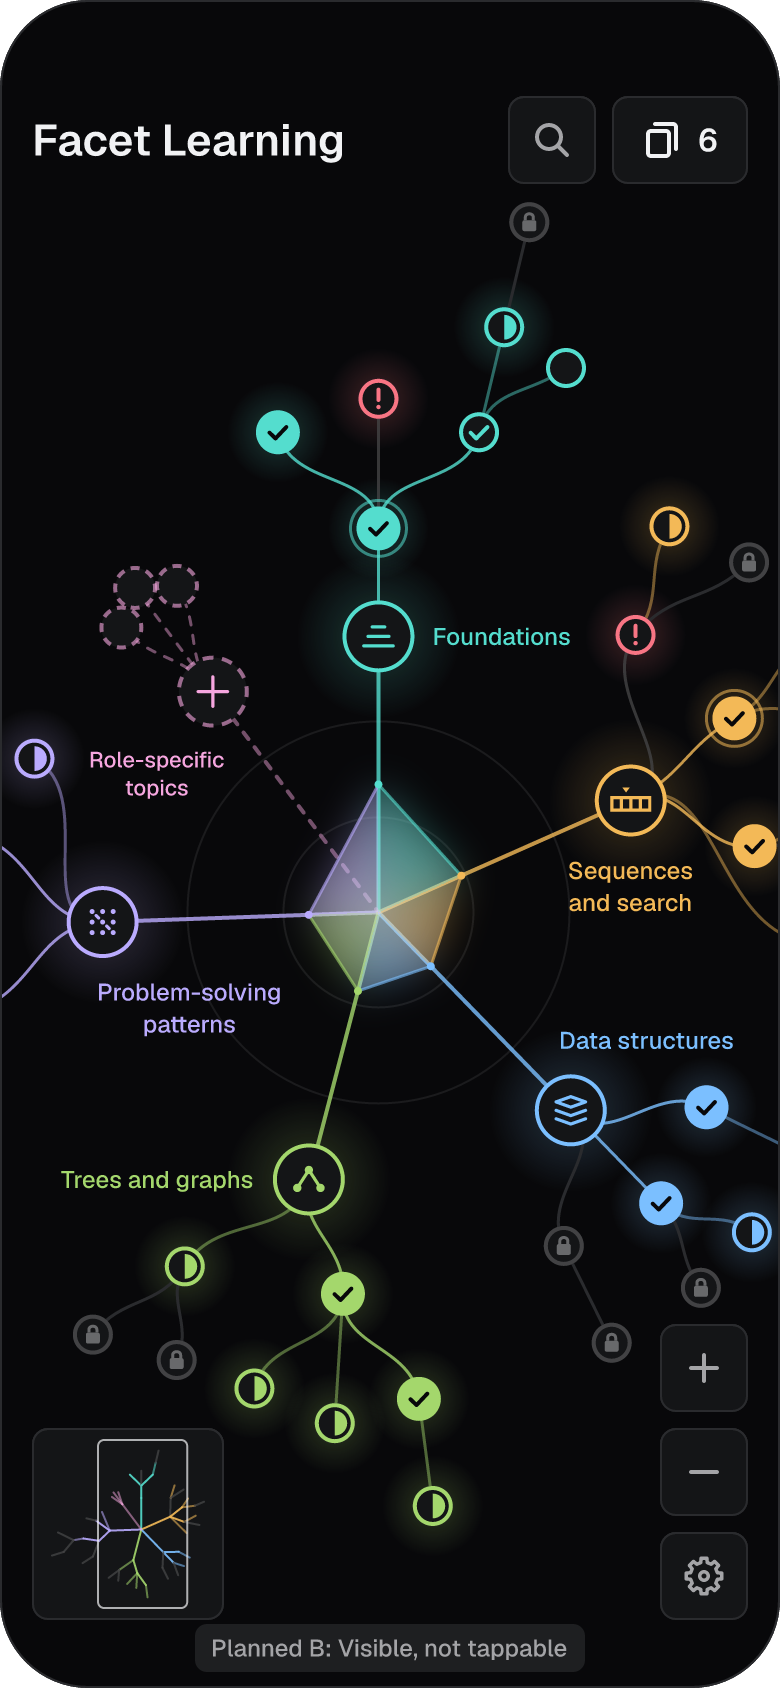 Facet Learning
6
Foundations
Role-specific
topics
Sequences
and search
Problem-solving
patterns
Data structures
Trees and graphs
Planned B: Visible, not tappable